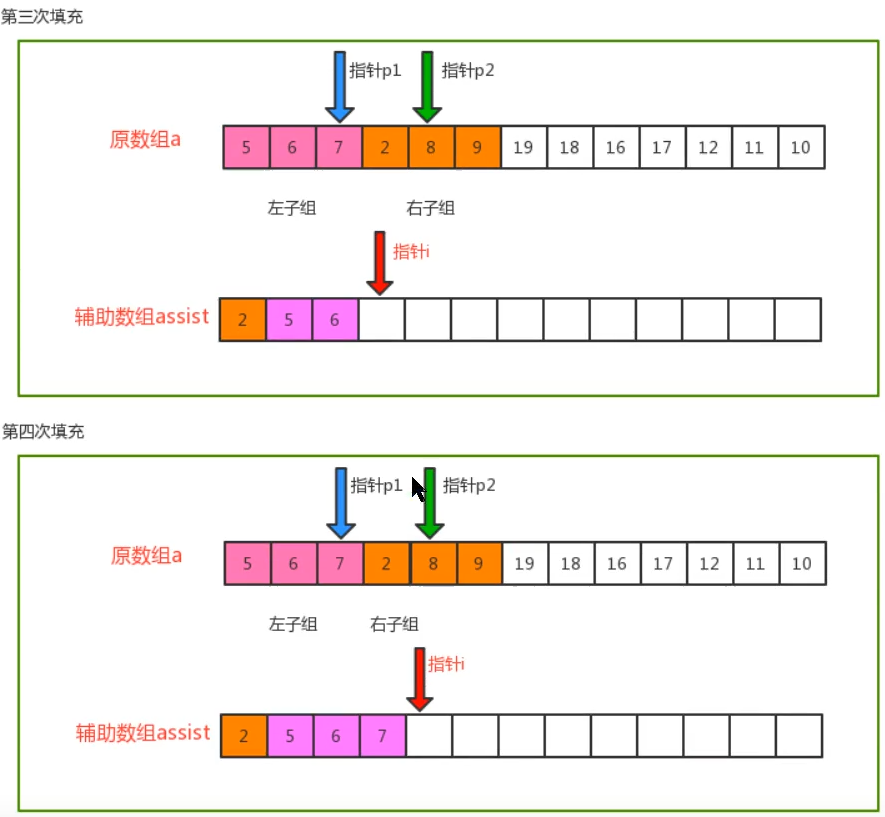 第三次填充
指针p1 指针p2
原数组a 5 6 7 2 8 9 19 18 16 17 12 11 10
左子组 右子组
指针i
辅助数组assist 2 5 6
第四次填充
指针p1 指针p2
原数组a 5 6 7 2 8 9 19 18 16 17 12 11 10
左子组 右子组
指针i
辅助数组assist 2 5 6 7